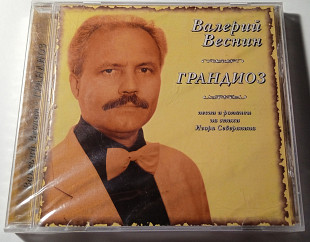 Валерий
Веснин
ГРАНДИОЗ
песни и романсы
на стихи
Игоря Северянина